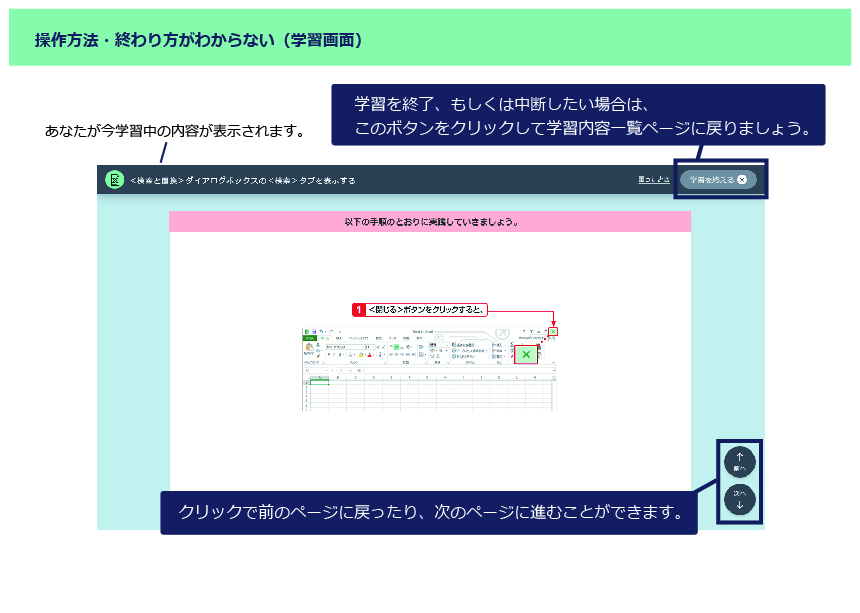 操作方法・終わり方がわからない（学習画面）
学習を終了、もしくは中断したい場合は、
このボタンをクリックして学習内容一覧ページに戻りましょう。
あなたが今学習中の内容が表示されます。
＜検索と置換＞ダイアログボックスの＜検索＞タブを表示する
学習を終える
以下の手順のとおりに実践していきましょう。
1 ＜閉じる＞ボタンをクリックすると、
前へ
次へ
クリックで前のページに戻ったり、次のページに進むことができます。